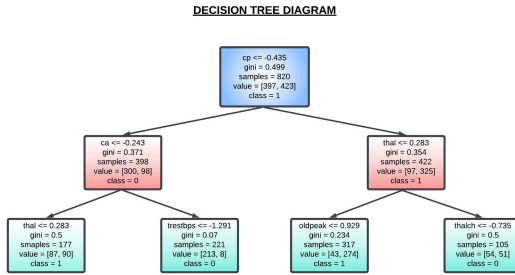 DECISION TREE DIAGRAM
cp <= -0.435
gini = 0.499
samples = 820
value = [397, 423]
class = 1
ca <= -0.243
gini = 0.371
samples = 398
value = [300, 98]
class = 0
thal <= 0.283
gini = 0.354
samples = 422
value = [97, 325]
class = 1
thal <= 0.283
gini = 0.5
samples = 177
value = [87, 90]
class = 1
trestbps <= -1.291
gini = 0.07
samples = 221
value = [213, 8]
class = 0
oldpeak <= 0.929
gini = 0.234
samples = 317
value = [43, 274]
class = 1
thalch <= -0.735
gini = 0.5
samples = 105
value = [54, 51]
class = 0